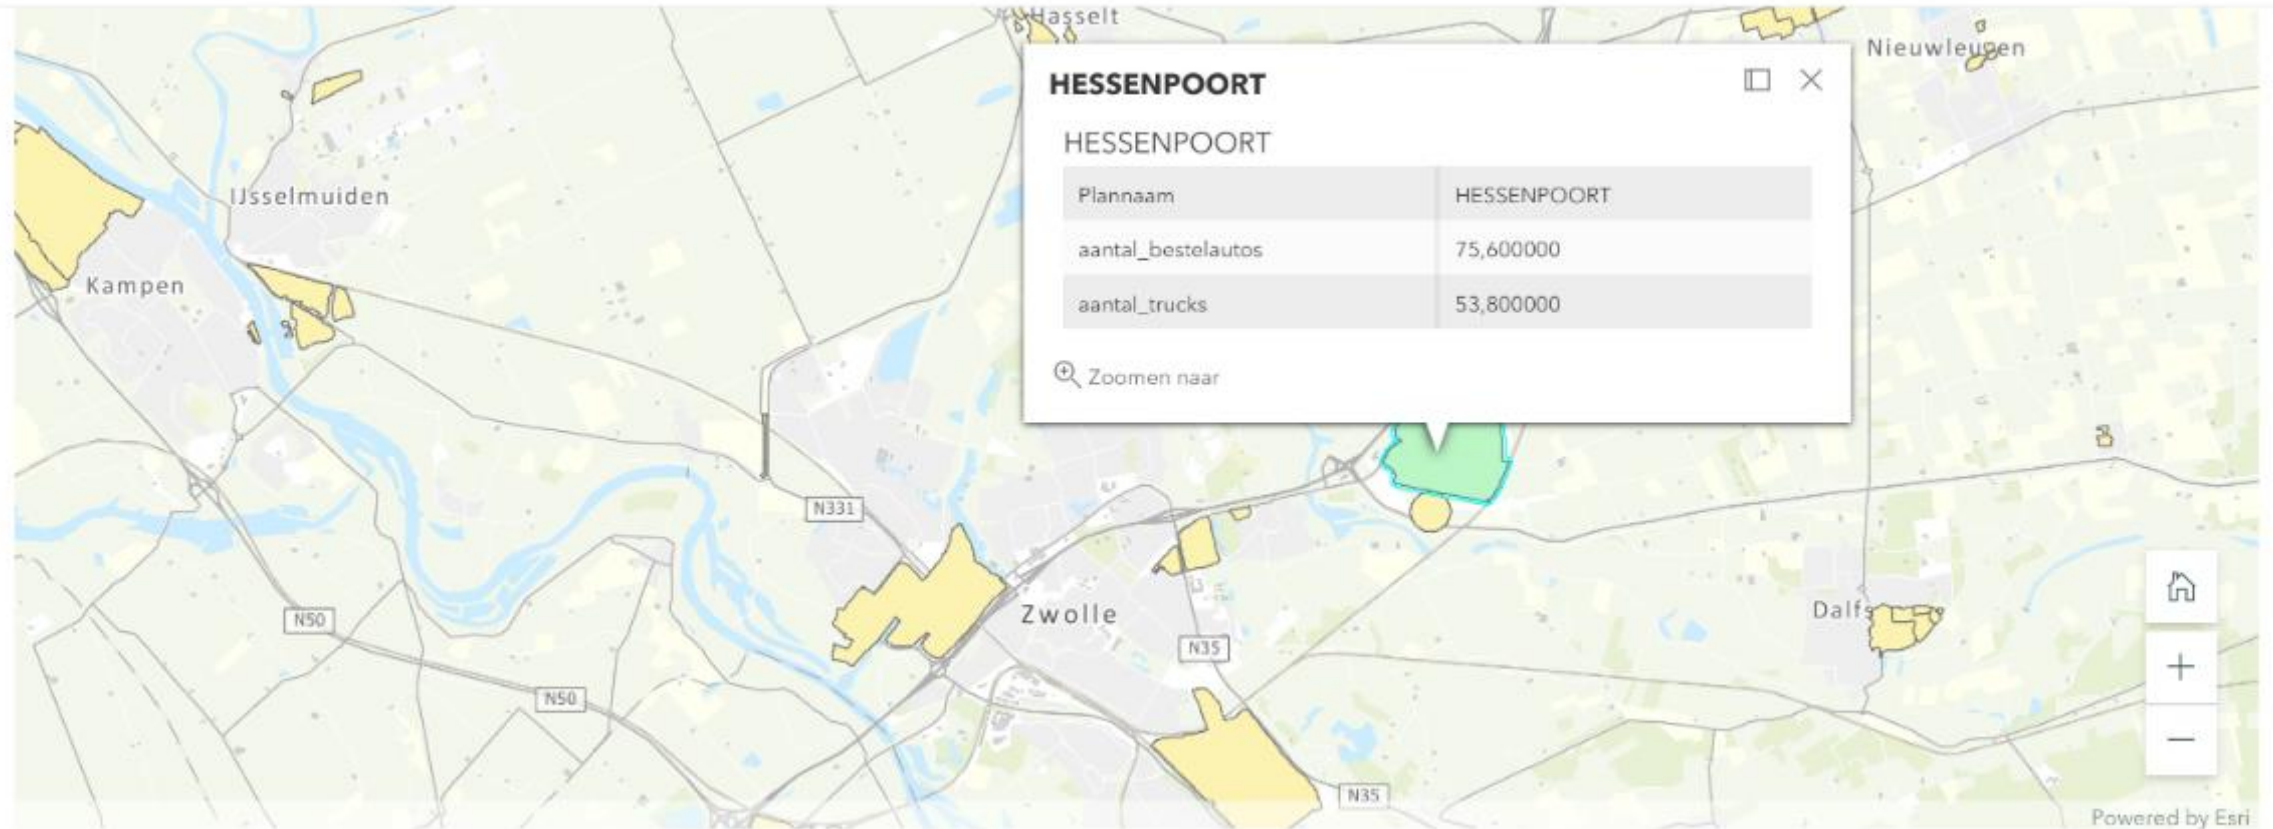 Hasselt
Nieuwleusen
HESSENPOORT
HESSENPOORT
Plannaam HESSENPOORT
aantal_bestelautos 75,600000
aantal_trucks 53,800000
Zoomen naar
IJsselmuiden
Kampen
N331
Zwolle
N50
N35
N50
N35
Dalfs
Powered by Esri